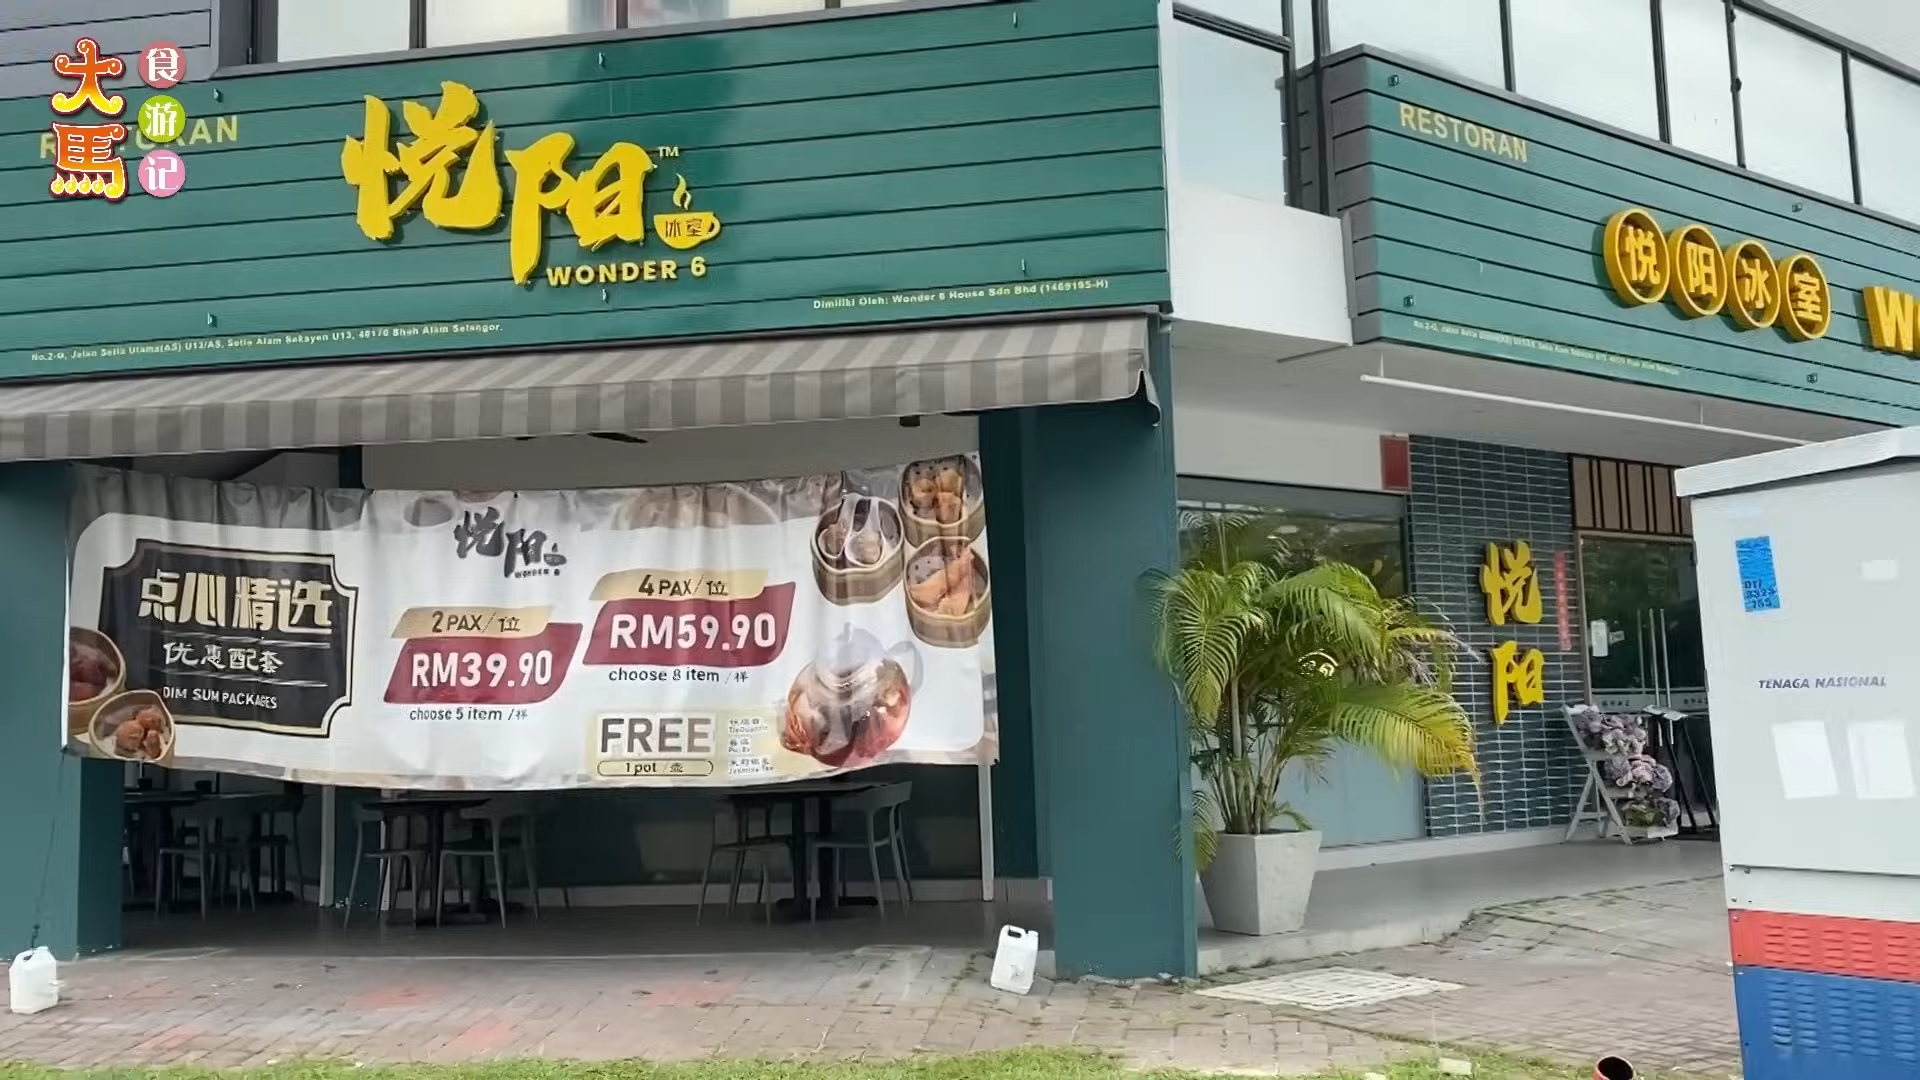 大馬
食游记
RESTORAN
悦阳™
冰室
WONDER 6
No.2-G, Jalan Setia Utama(AS) U13/AS, Setia Alam Seksyen U13, 40170 Shah Alam Selangor.
Dimiliki Oleh: Wonder 6 House Sdn Bhd (1469195-H)
RESTORAN
悦阳冰室
悦阳
WONDER 6
点心精选
优惠配套
DIM SUM PACKAGES
2 PAX/位
RM39.90
choose 5 item /样
4 PAX/位
RM59.90
choose 8 item /样
FREE
1 pot /壶
悦阳
TENAGA NASIONAL